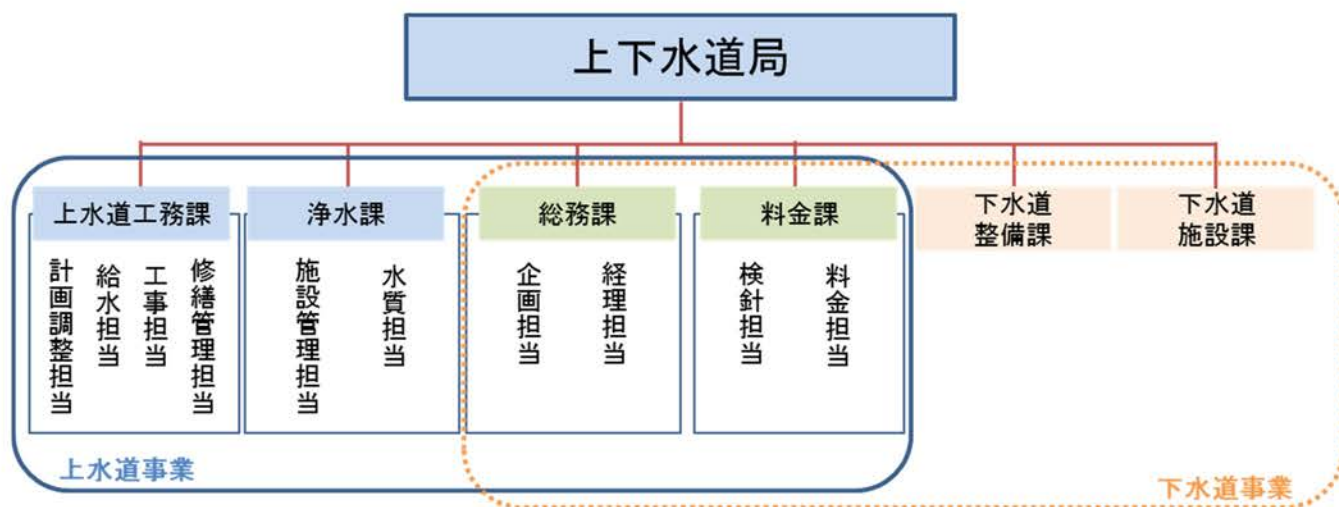 上下水道局
上水道工務課
浄水課
総務課
料金課
下水道
整備課
下水道
施設課
計画調整担当
給水担当
工事担当
修繕管理担当
施設管理担当
水質担当
企画担当
経理担当
検針担当
料金担当
上水道事業
下水道事業